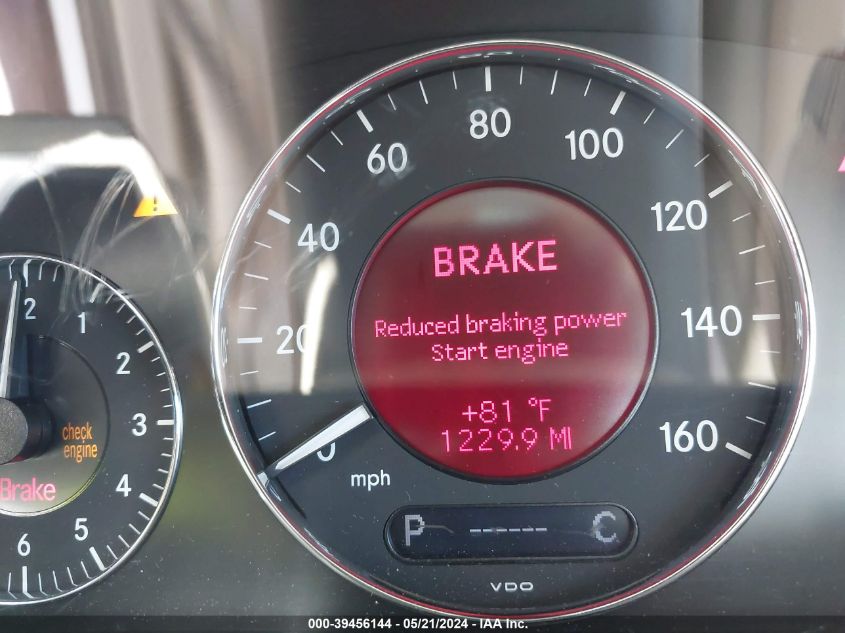 80
60
100
40
120
20
140
0
160
mph
BRAKE
Reduced braking power
Start engine
+81 °F
1229.9 MI
P ------ C
VDO
12
1
2
3
4
5
6
check
engine
Brake
000-39456144 - 05/21/2024 - IAA Inc.